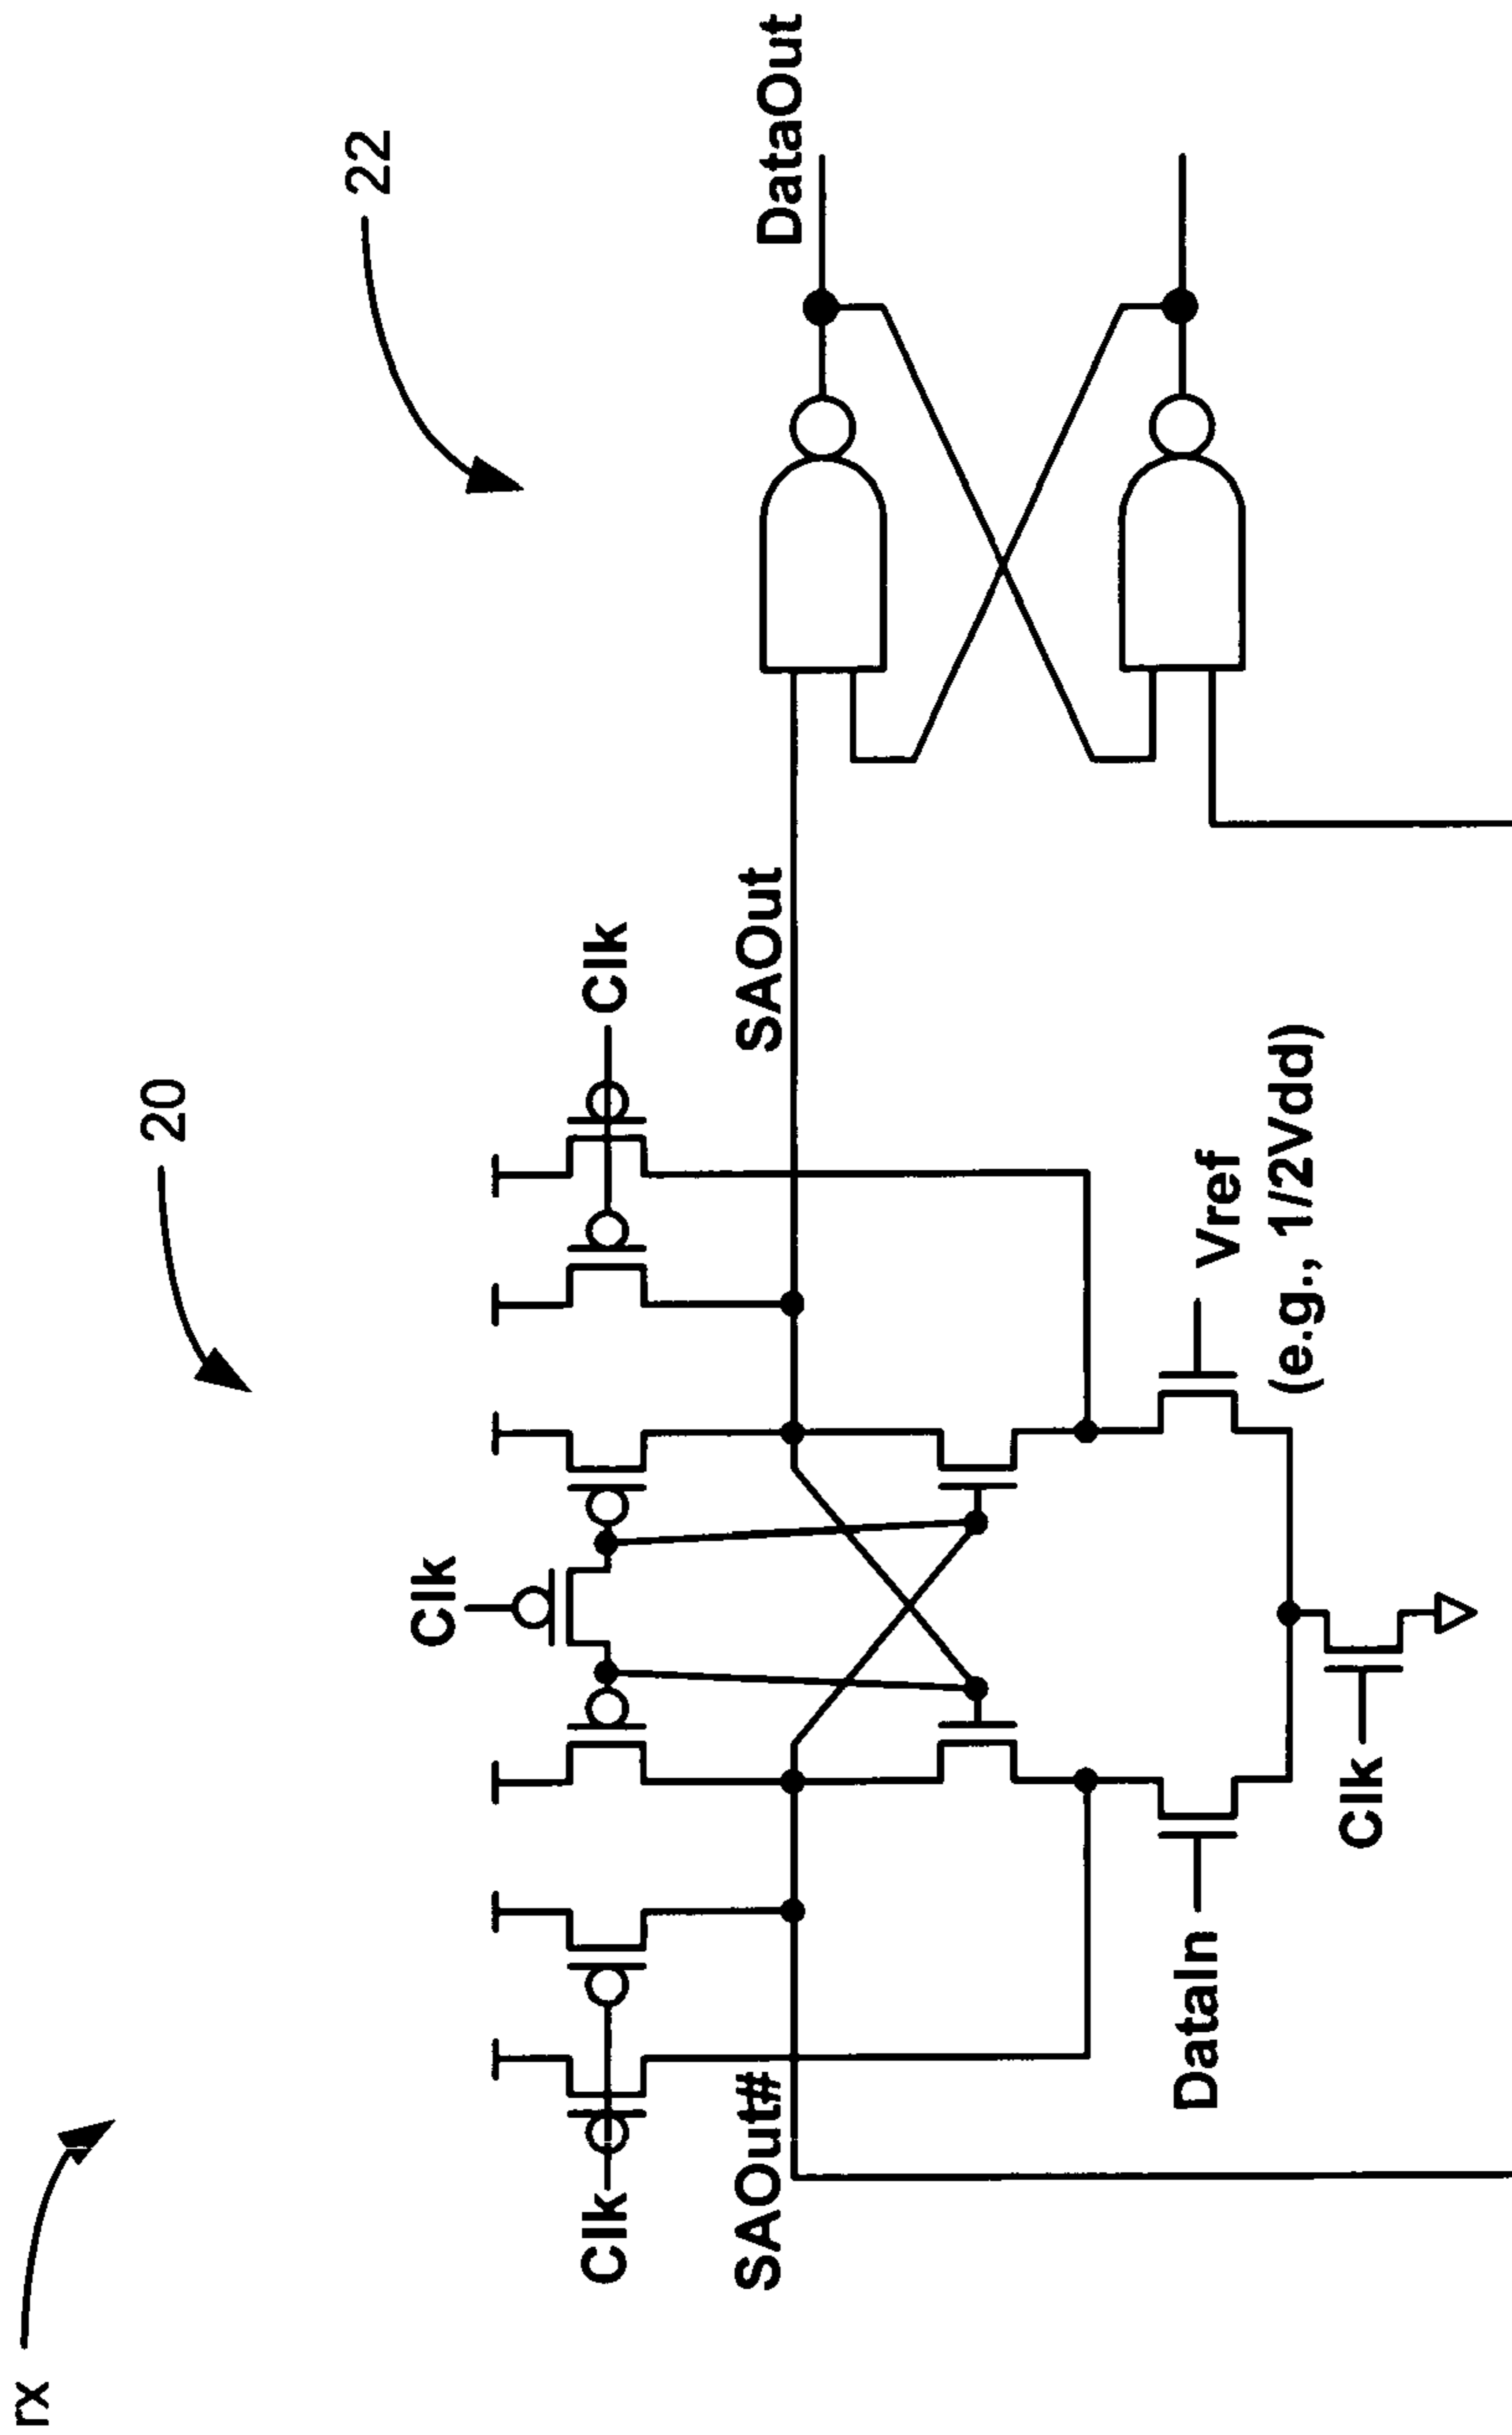 rx
20
22
Clk
Clk
Clk
SAOut#
SAOut
DataOut
DataIn
Vref
(e.g., 1/2Vdd)
Clk